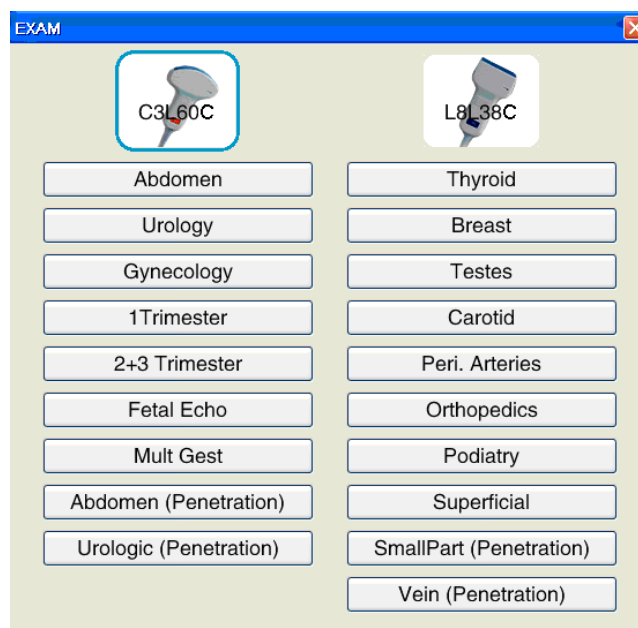 EXAM
C3L60C
Abdomen
Urology
Gynecology
1Trimester
2+3 Trimester
Fetal Echo
Mult Gest
Abdomen (Penetration)
Urologic (Penetration)
L8L38C
Thyroid
Breast
Testes
Carotid
Peri. Arteries
Orthopedics
Podiatry
Superficial
SmallPart (Penetration)
Vein (Penetration)